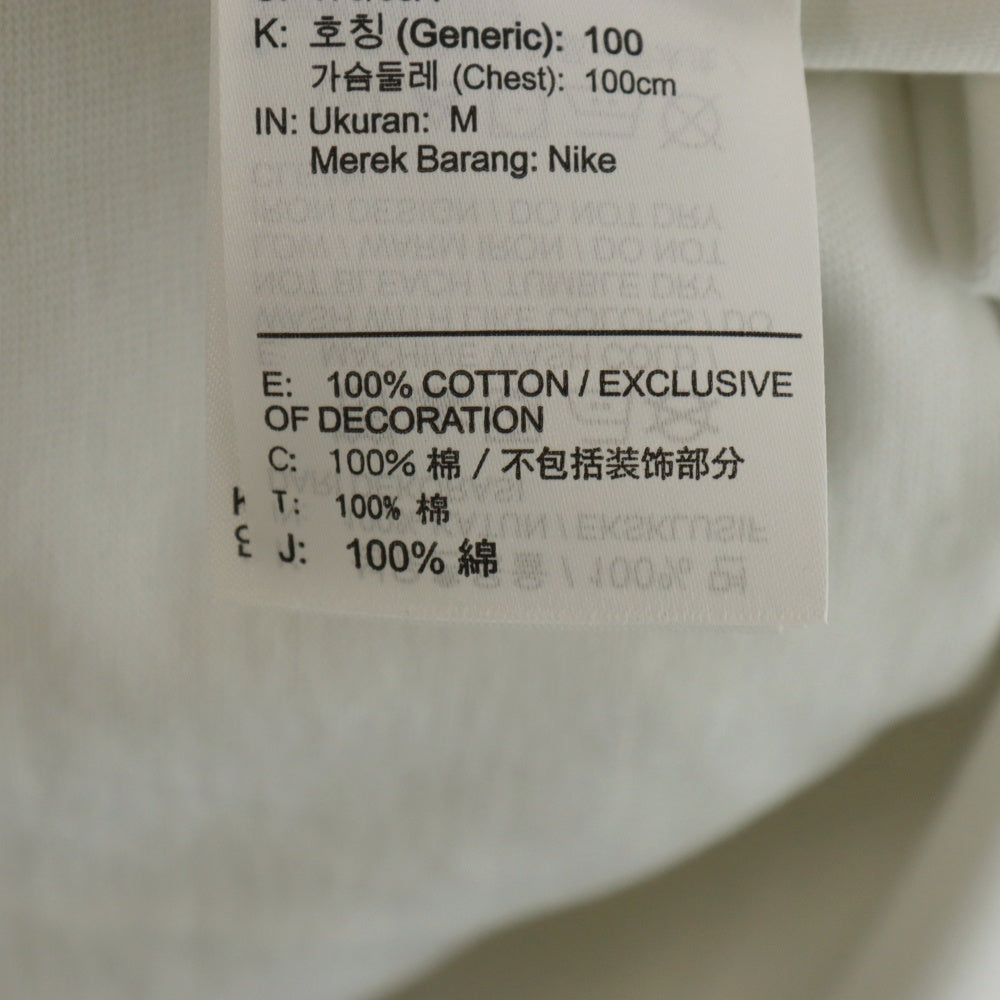 K: 호칭 (Generic): 100
가슴둘레 (Chest): 100cm
IN: Ukuran: M
Merek Barang: Nike
E: 100% COTTON / EXCLUSIVE
OF DECORATION
C: 100% 棉 / 不包括装饰部分
T: 100% 棉
J: 100% 綿